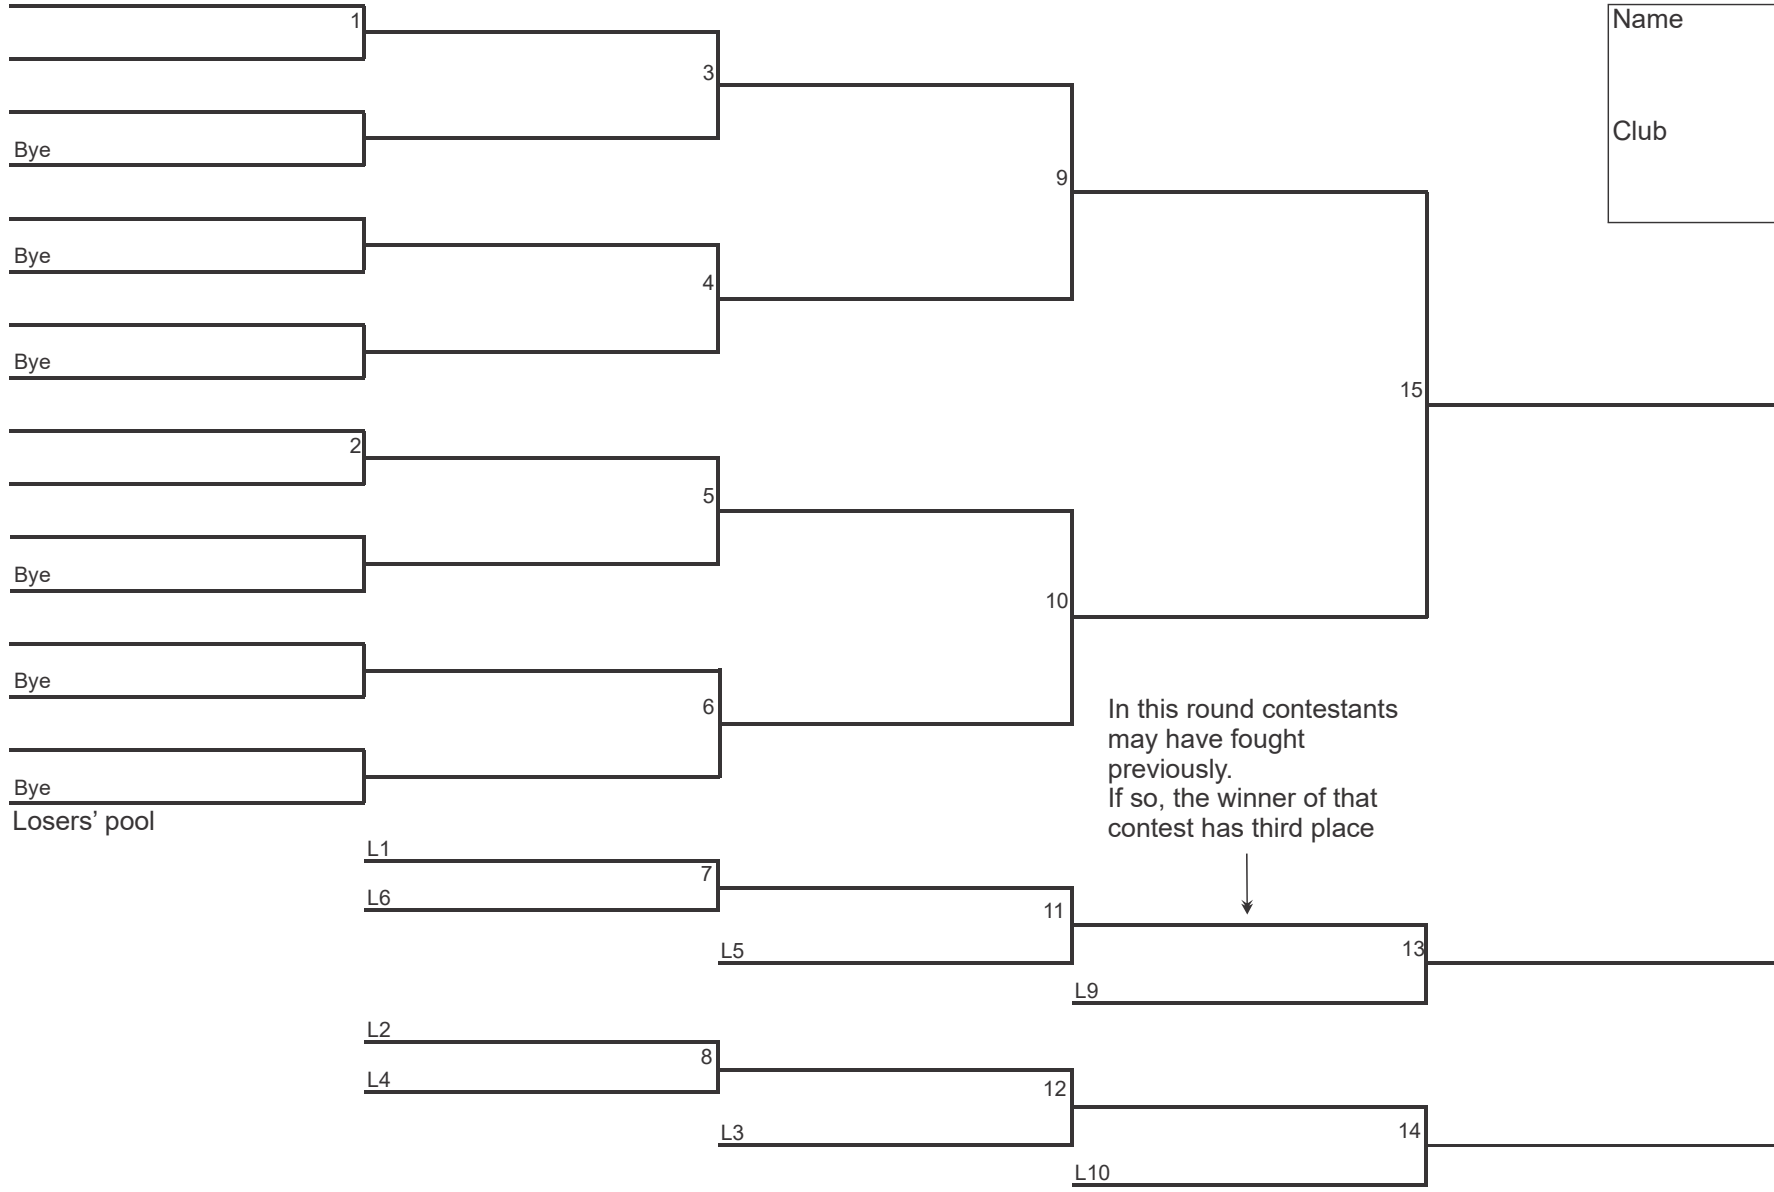 1
Name
3
Club
Bye
9
Bye
4
Bye
15
2
5
Bye
10
Bye
6
In this round contestants
may have fought
previously.
If so, the winner of that
contest has third place
Bye
Losers’ pool
L1
7
L6
11
L5
13
L9
L2
8
L4
12
L3
14
L10